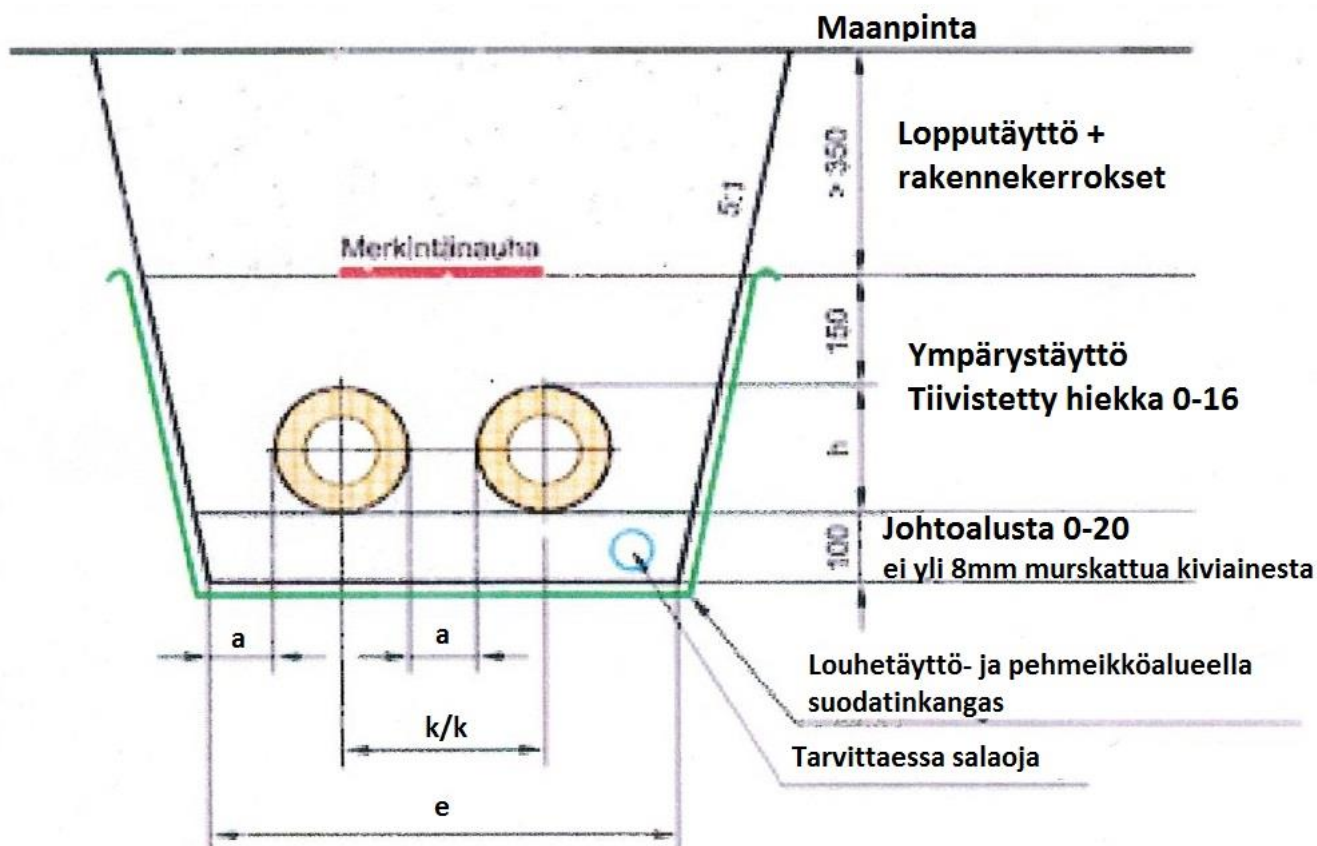 Maanpinta
> 350
Lopputäyttö +
rakennekerrokset
5:1
Merkintänauha
150
Ympärystäyttö
Tiivistetty hiekka 0-16
h
100
Johtoalusta 0-20
ei yli 8mm murskattua kiviainesta
a
a
Louhetäyttö- ja pehmeikköalueella
suodatinkangas
k/k
Tarvittaessa salaoja
e